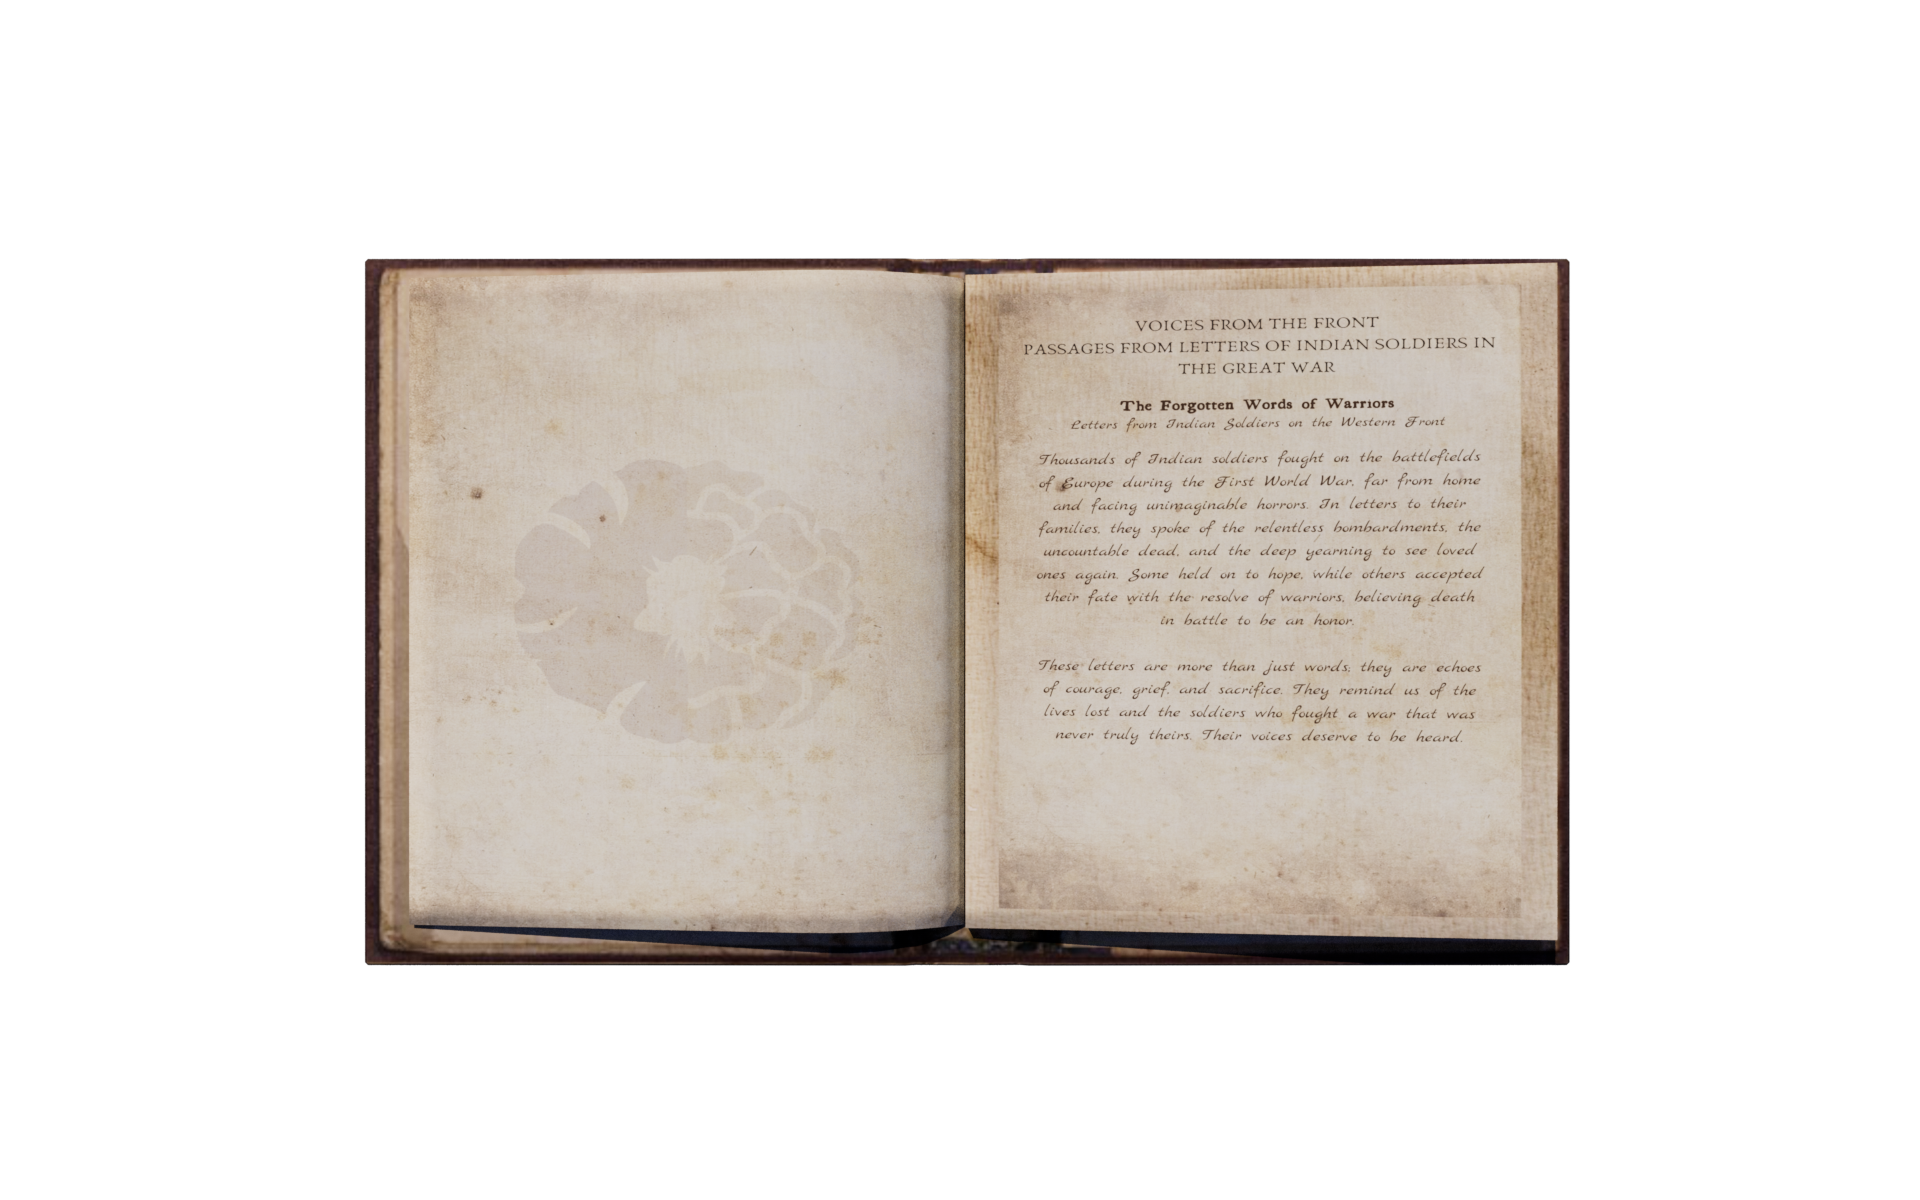 VOICES FROM THE FRONT
PASSAGES FROM LETTERS OF INDIAN SOLDIERS IN
THE GREAT WAR
The Forgotten Words of Warriors
Letters from Indian Soldiers on the Western Front
Thousands of Indian soldiers fought on the battlefields
of Europe during the First World War, far from home
and facing unimaginable horrors. In letters to their
families, they spoke of the relentless bombardments, the
uncountable dead, and the deep yearning to see loved
ones again. Some held on to hope, while others accepted
their fate with the resolve of warriors, believing death
in battle to be an honor.
These letters are more than just words; they are echoes
of courage, grief, and sacrifice. They remind us of the
lives lost and the soldiers who fought a war that was
never truly theirs. Their voices deserve to be heard.